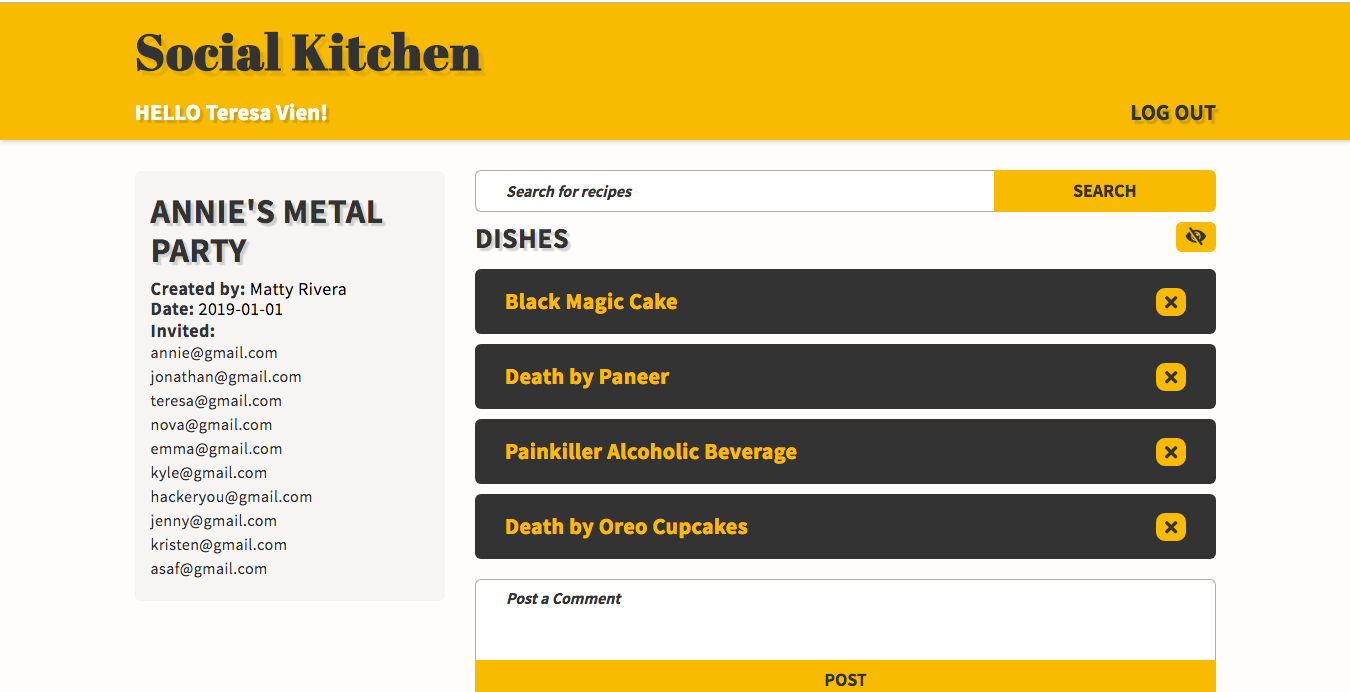 Social Kitchen
HELLO Teresa Vien!
LOG OUT
ANNIE'S METAL
PARTY
Created by: Matty Rivera
Date: 2019-01-01
Invited:
annie@gmail.com
jonathan@gmail.com
teresa@gmail.com
nova@gmail.com
emma@gmail.com
kyle@gmail.com
hackeryou@gmail.com
jenny@gmail.com
kristen@gmail.com
asaf@gmail.com
Search for recipes
SEARCH
DISHES
Black Magic Cake
Death by Paneer
Painkiller Alcoholic Beverage
Death by Oreo Cupcakes
Post a Comment
POST